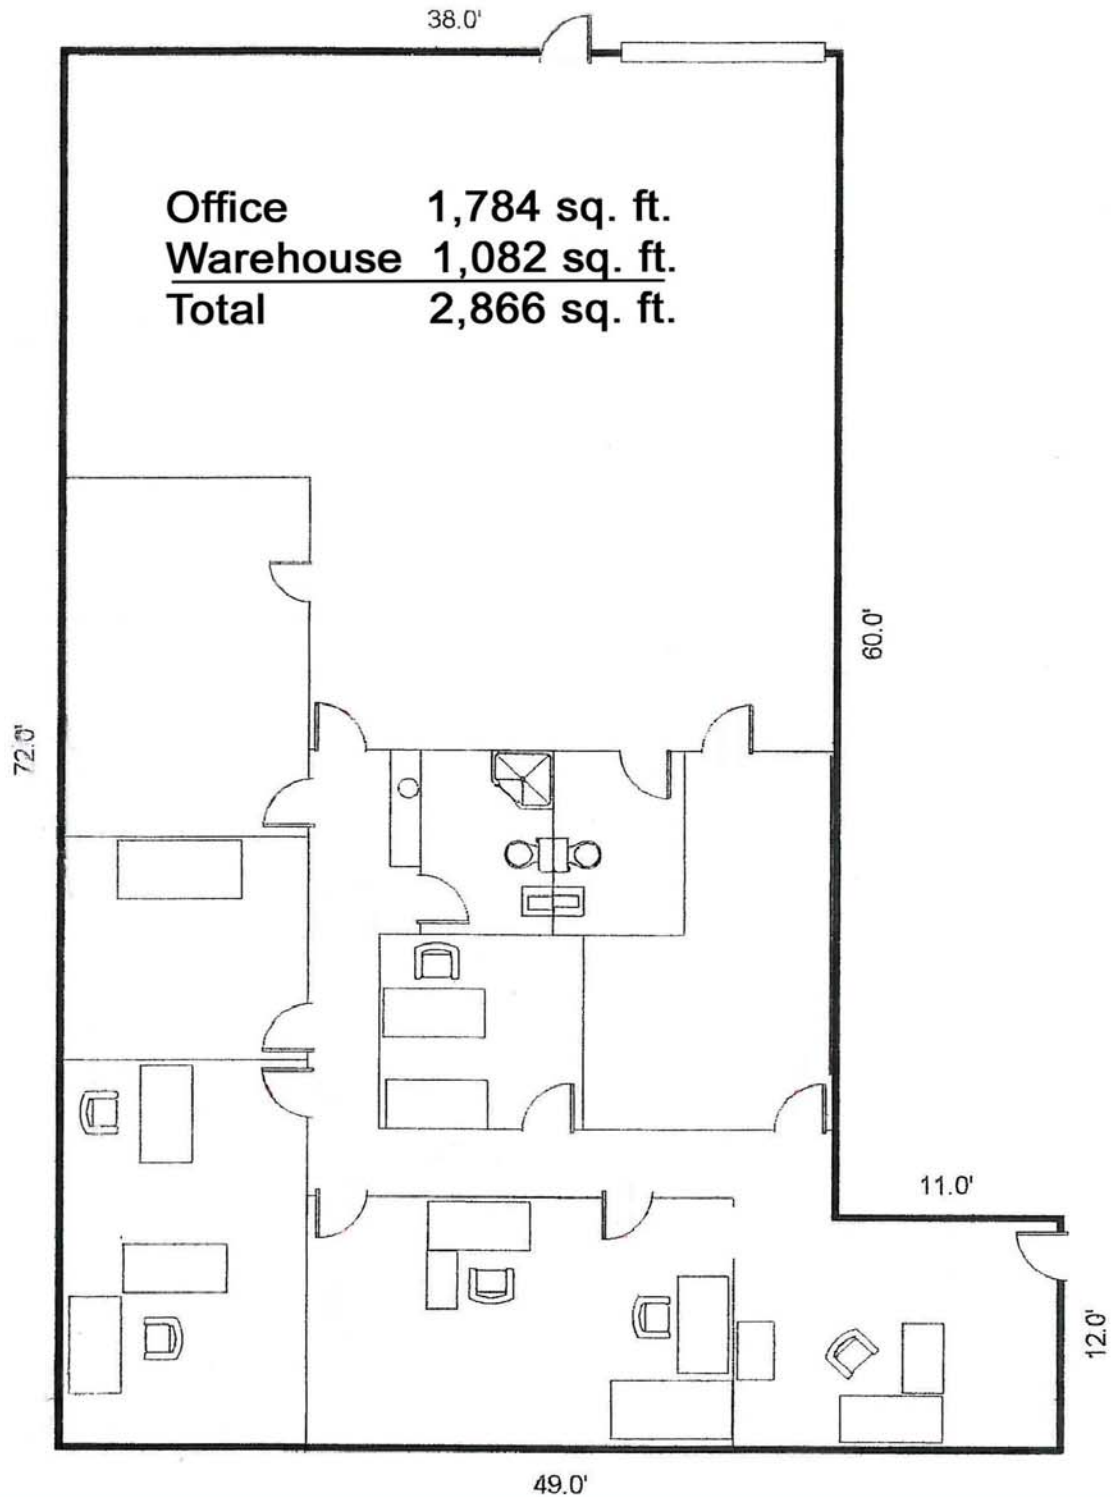 38.0'
Office 1,784 sq. ft.
Warehouse 1,082 sq. ft.
Total 2,866 sq. ft.
60.0'
72.0'
11.0'
12.0'
49.0'